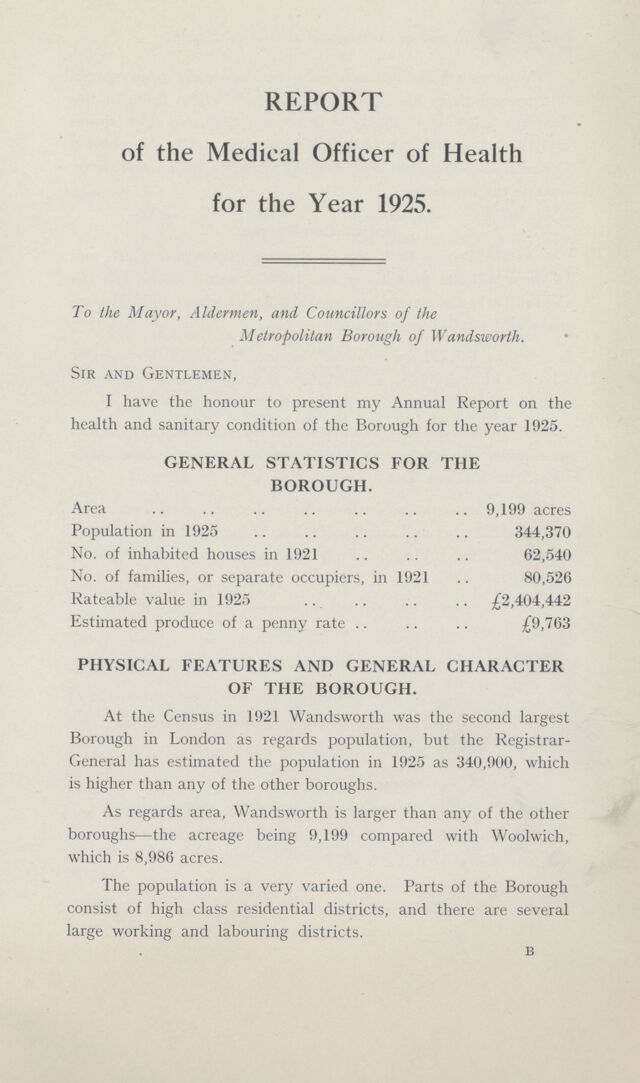 REPORT
of the Medical Officer of Health
for the Year 1925.
To the Mayor, Aldermen, and Councillors of the
Metropolitan Borough of Wandsworth.
SIR AND GENTLEMEN,
I have the honour to present my Annual Report on the
health and sanitary condition of the Borough for the year 1925.
GENERAL STATISTICS FOR THE
BOROUGH.
Area .. .. .. .. .. .. .. 9,199 acres
Population in 1925 .. .. .. .. .. 344,370
No. of inhabited houses in 1921 .. .. .. 62,540
No. of families, or separate occupiers, in 1921 .. 80,526
Rateable value in 1925 .. .. .. .. £2,404,442
Estimated produce of a penny rate .. .. .. £9,763
PHYSICAL FEATURES AND GENERAL CHARACTER
OF THE BOROUGH.
At the Census in 1921 Wandsworth was the second largest
Borough in London as regards population, but the Registrar-
General has estimated the population in 1925 as 340,900, which
is higher than any of the other boroughs.
As regards area, Wandsworth is larger than any of the other
boroughs—the acreage being 9,199 compared with Woolwich,
which is 8,986 acres.
The population is a very varied one. Parts of the Borough
consist of high class residential districts, and there are several
large working and labouring districts.
B